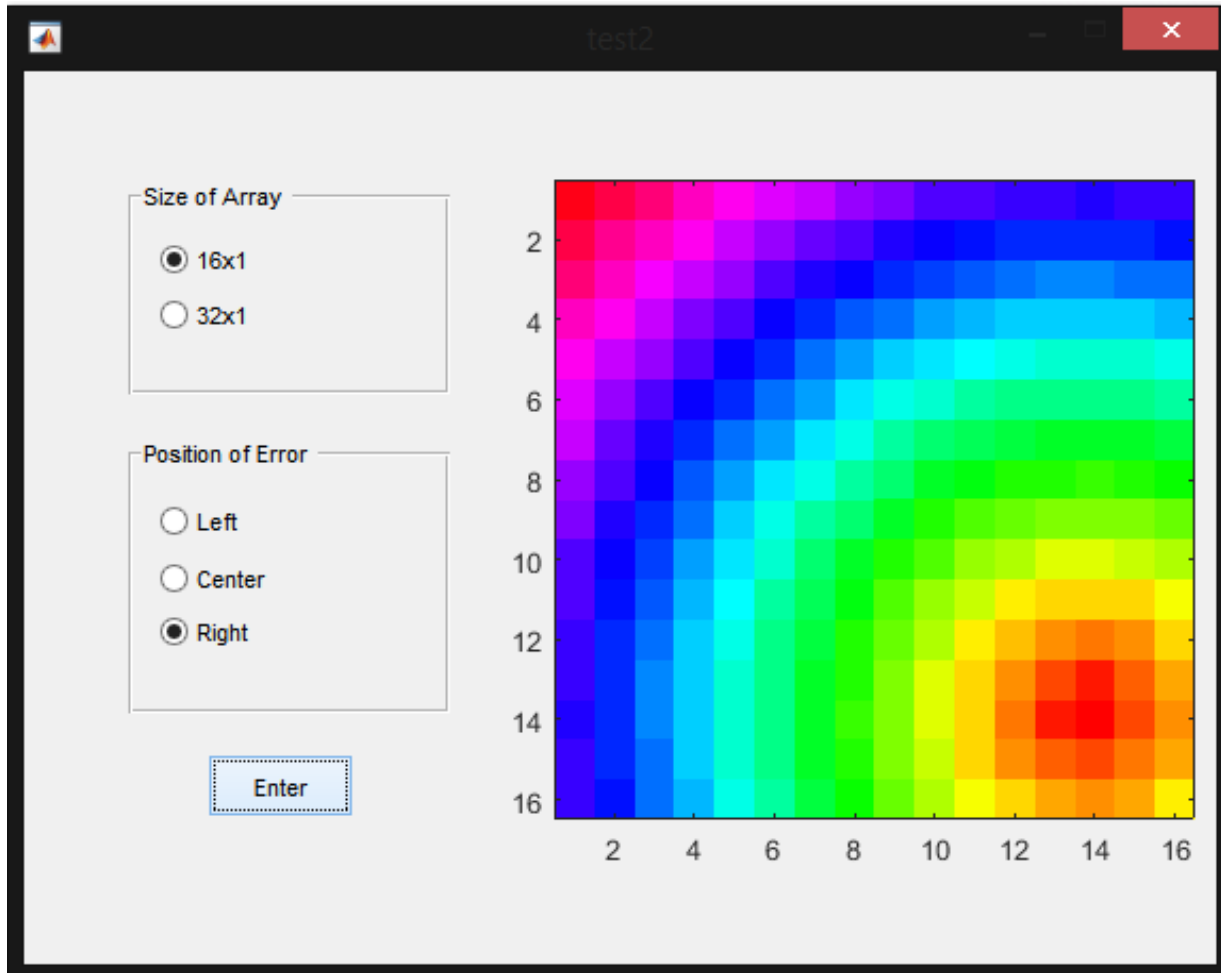 test2
Size of Array
16x1
32x1
Position of Error
Left
Center
Right
Enter
2
4
6
8
10
12
14
16
2 4 6 8 10 12 14 16